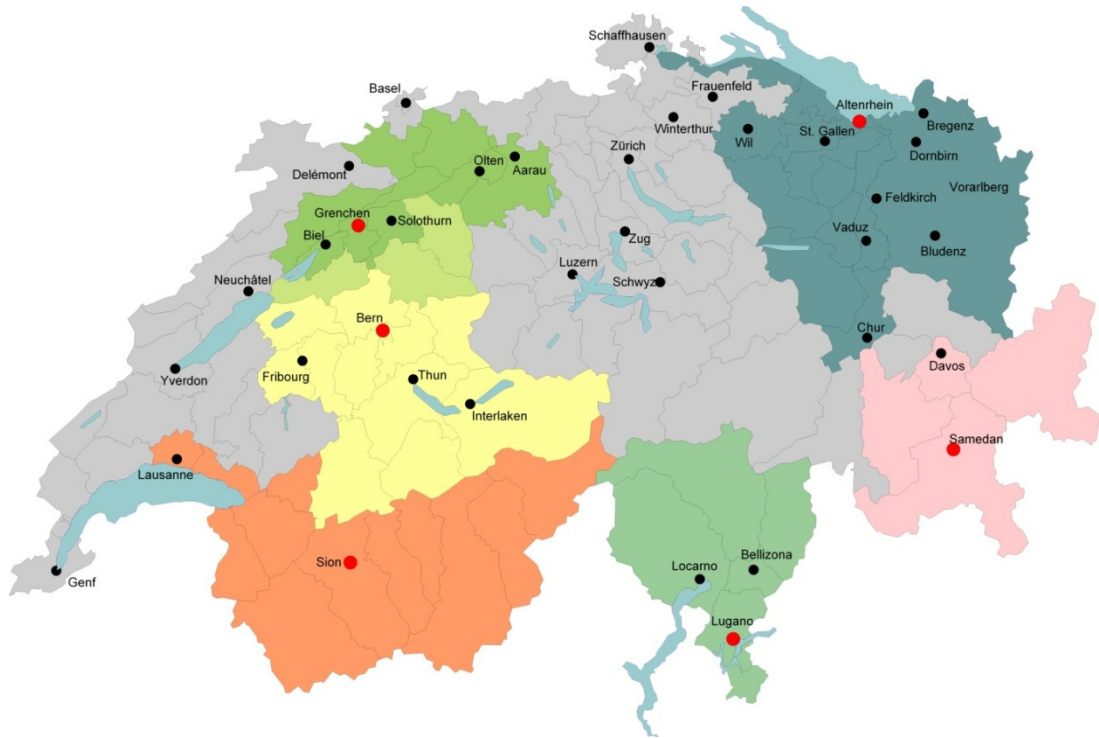 Schaffhausen
Basel
Frauenfeld
Altenrhein
Bregenz
Winterthur
Wil
St. Gallen
Dornbirn
Zürich
Olten
Aarau
Delémont
Feldkirch
Vorarlberg
Grenchen
Solothurn
Biel
Zug
Vaduz
Bludenz
Luzern
Schwyz
Neuchâtel
Bern
Chur
Davos
Yverdon
Fribourg
Thun
Interlaken
Samedan
Lausanne
Sion
Locarno
Bellizona
Genf
Lugano